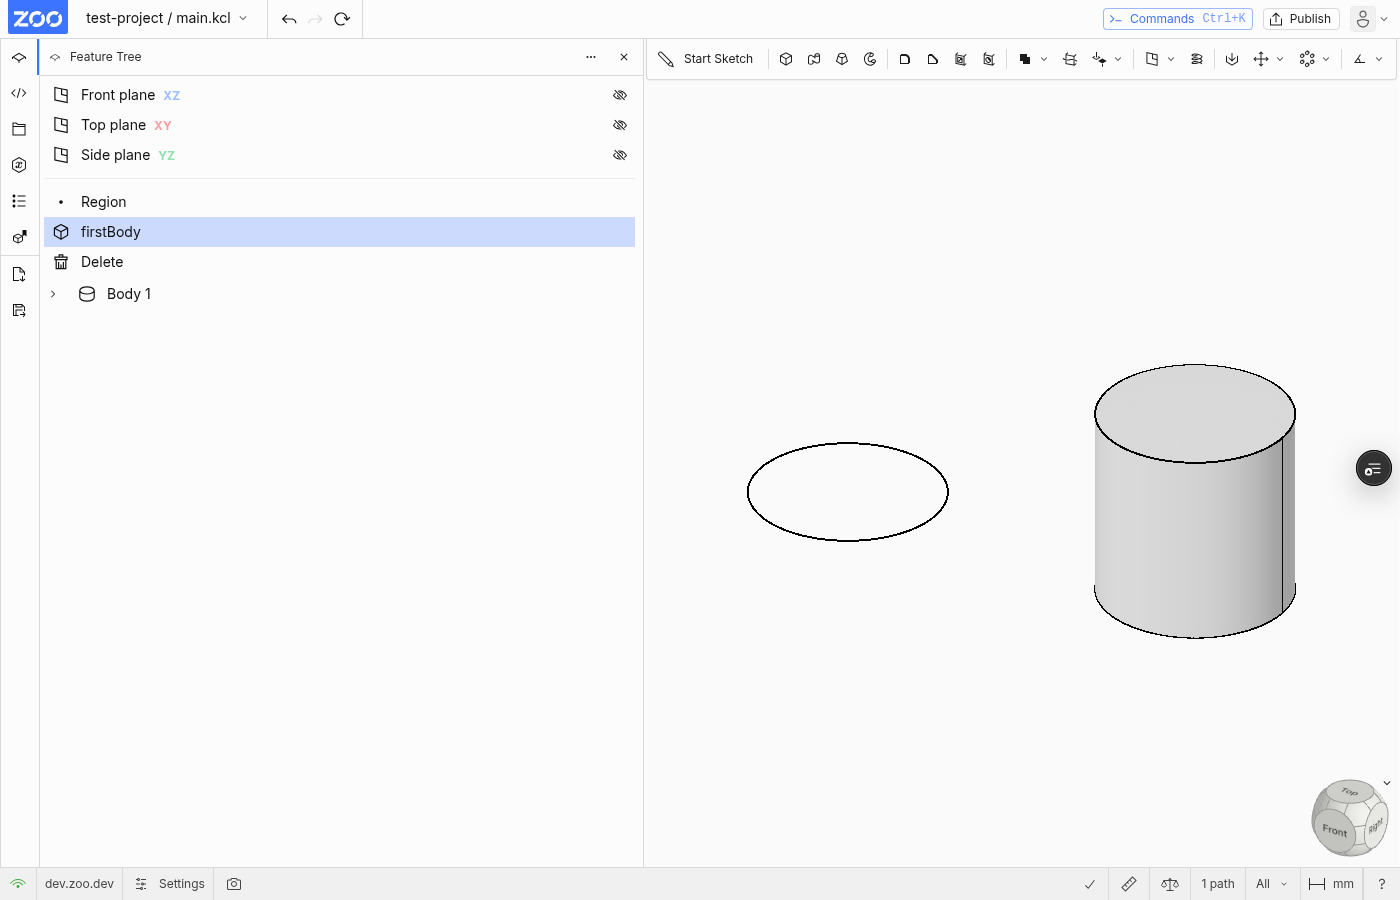 ZOO
test-project / main.kcl
Commands Ctrl+K
Publish
Feature Tree
Start Sketch
Front plane XZ
Top plane XY
Side plane YZ
Region
firstBody
Delete
Body 1
Top
Front
Right
dev.zoo.dev
Settings
1 path
All
mm
?